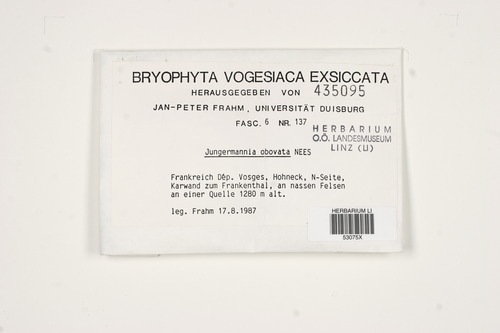 BRYOPHYTA VOGESIACA EXSICCATA
HERAUSGEGEBEN VON 435095
JAN-PETER FRAHM, UNIVERSITÄT DUISBURG
FASC. 6 NR. 137
HERBARIUM
O.Ö. LANDESMUSEUM
LINZ (LI)
Jungermannia obovata NEES
Frankreich Dêp. Vosges, Hohneck, N-Seite,
Karwand zum Frankenthal, an nassen Felsen
an einer Quelle 1280 m alt.
leg. Frahm 17.8.1987
HERBARIUM LI
53075X